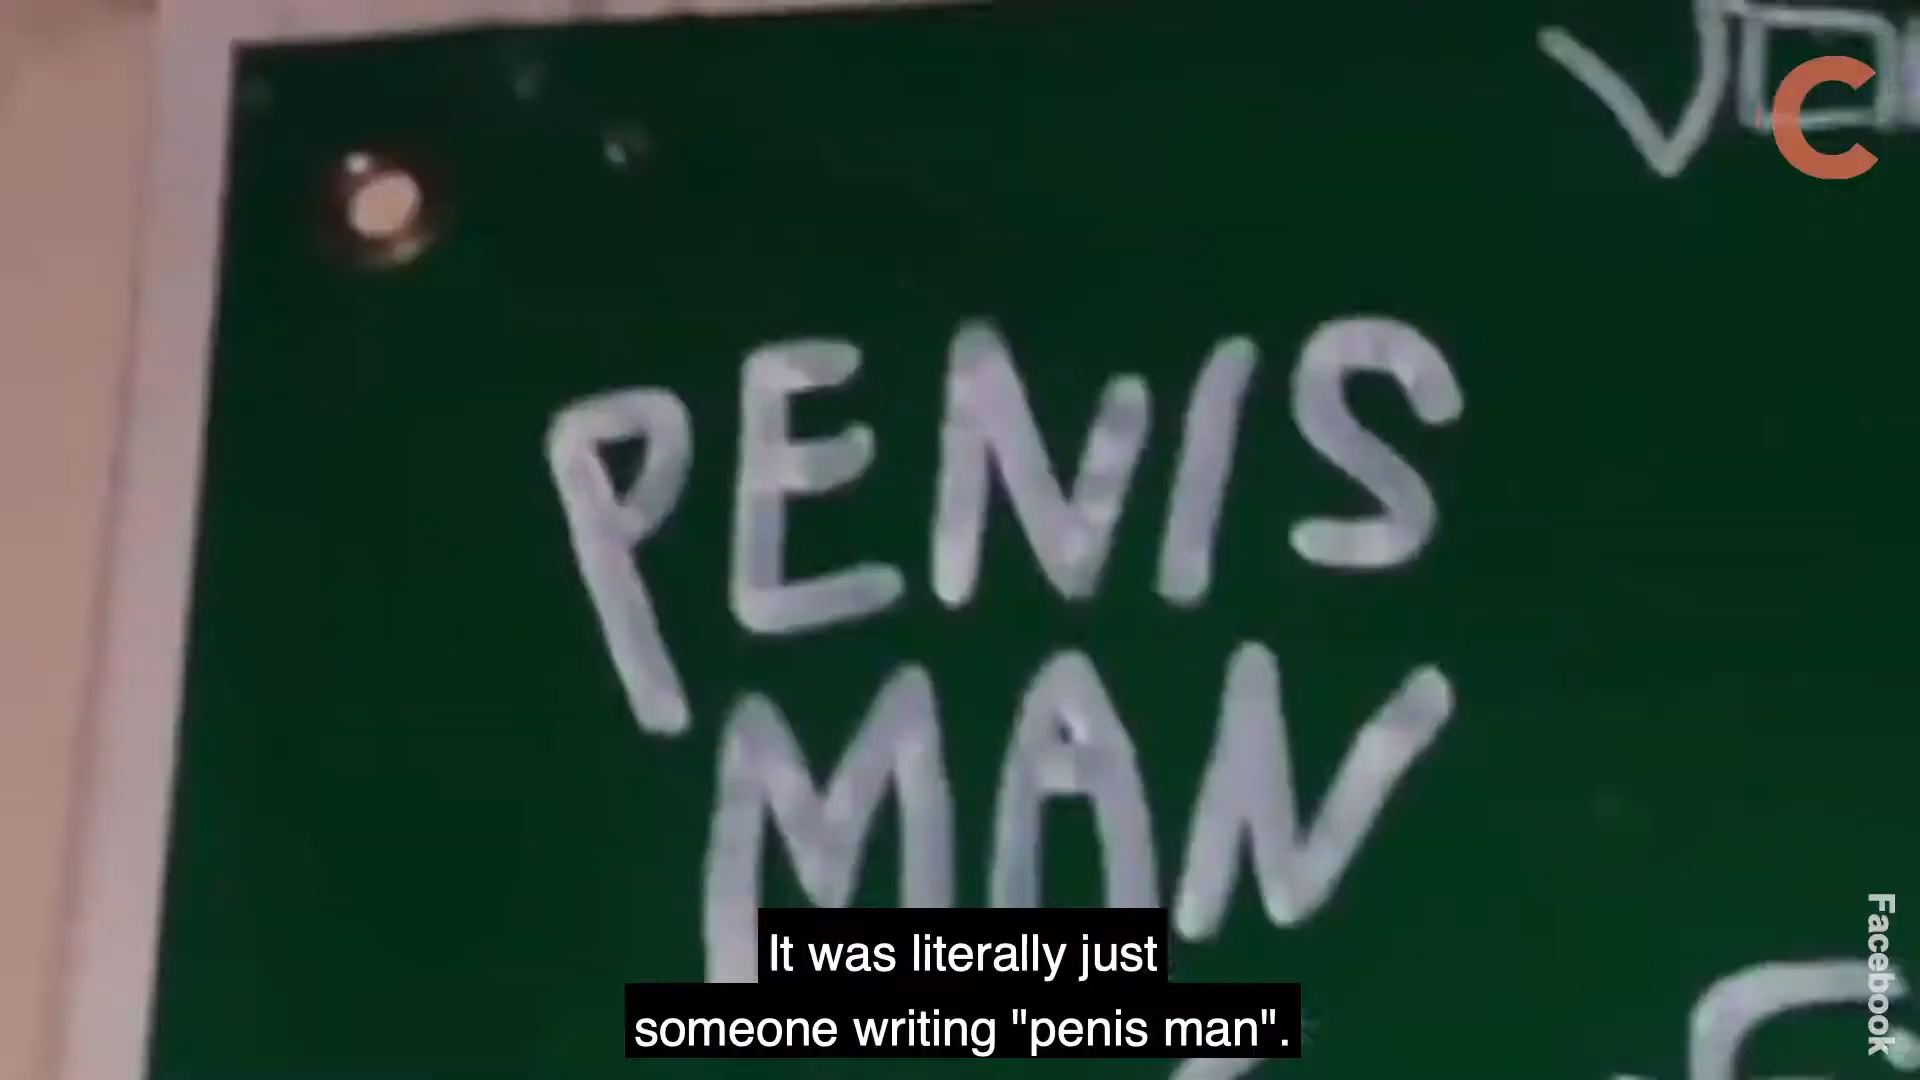 C
PENIS
MAN
It was literally just
someone writing "penis man".
Facebook